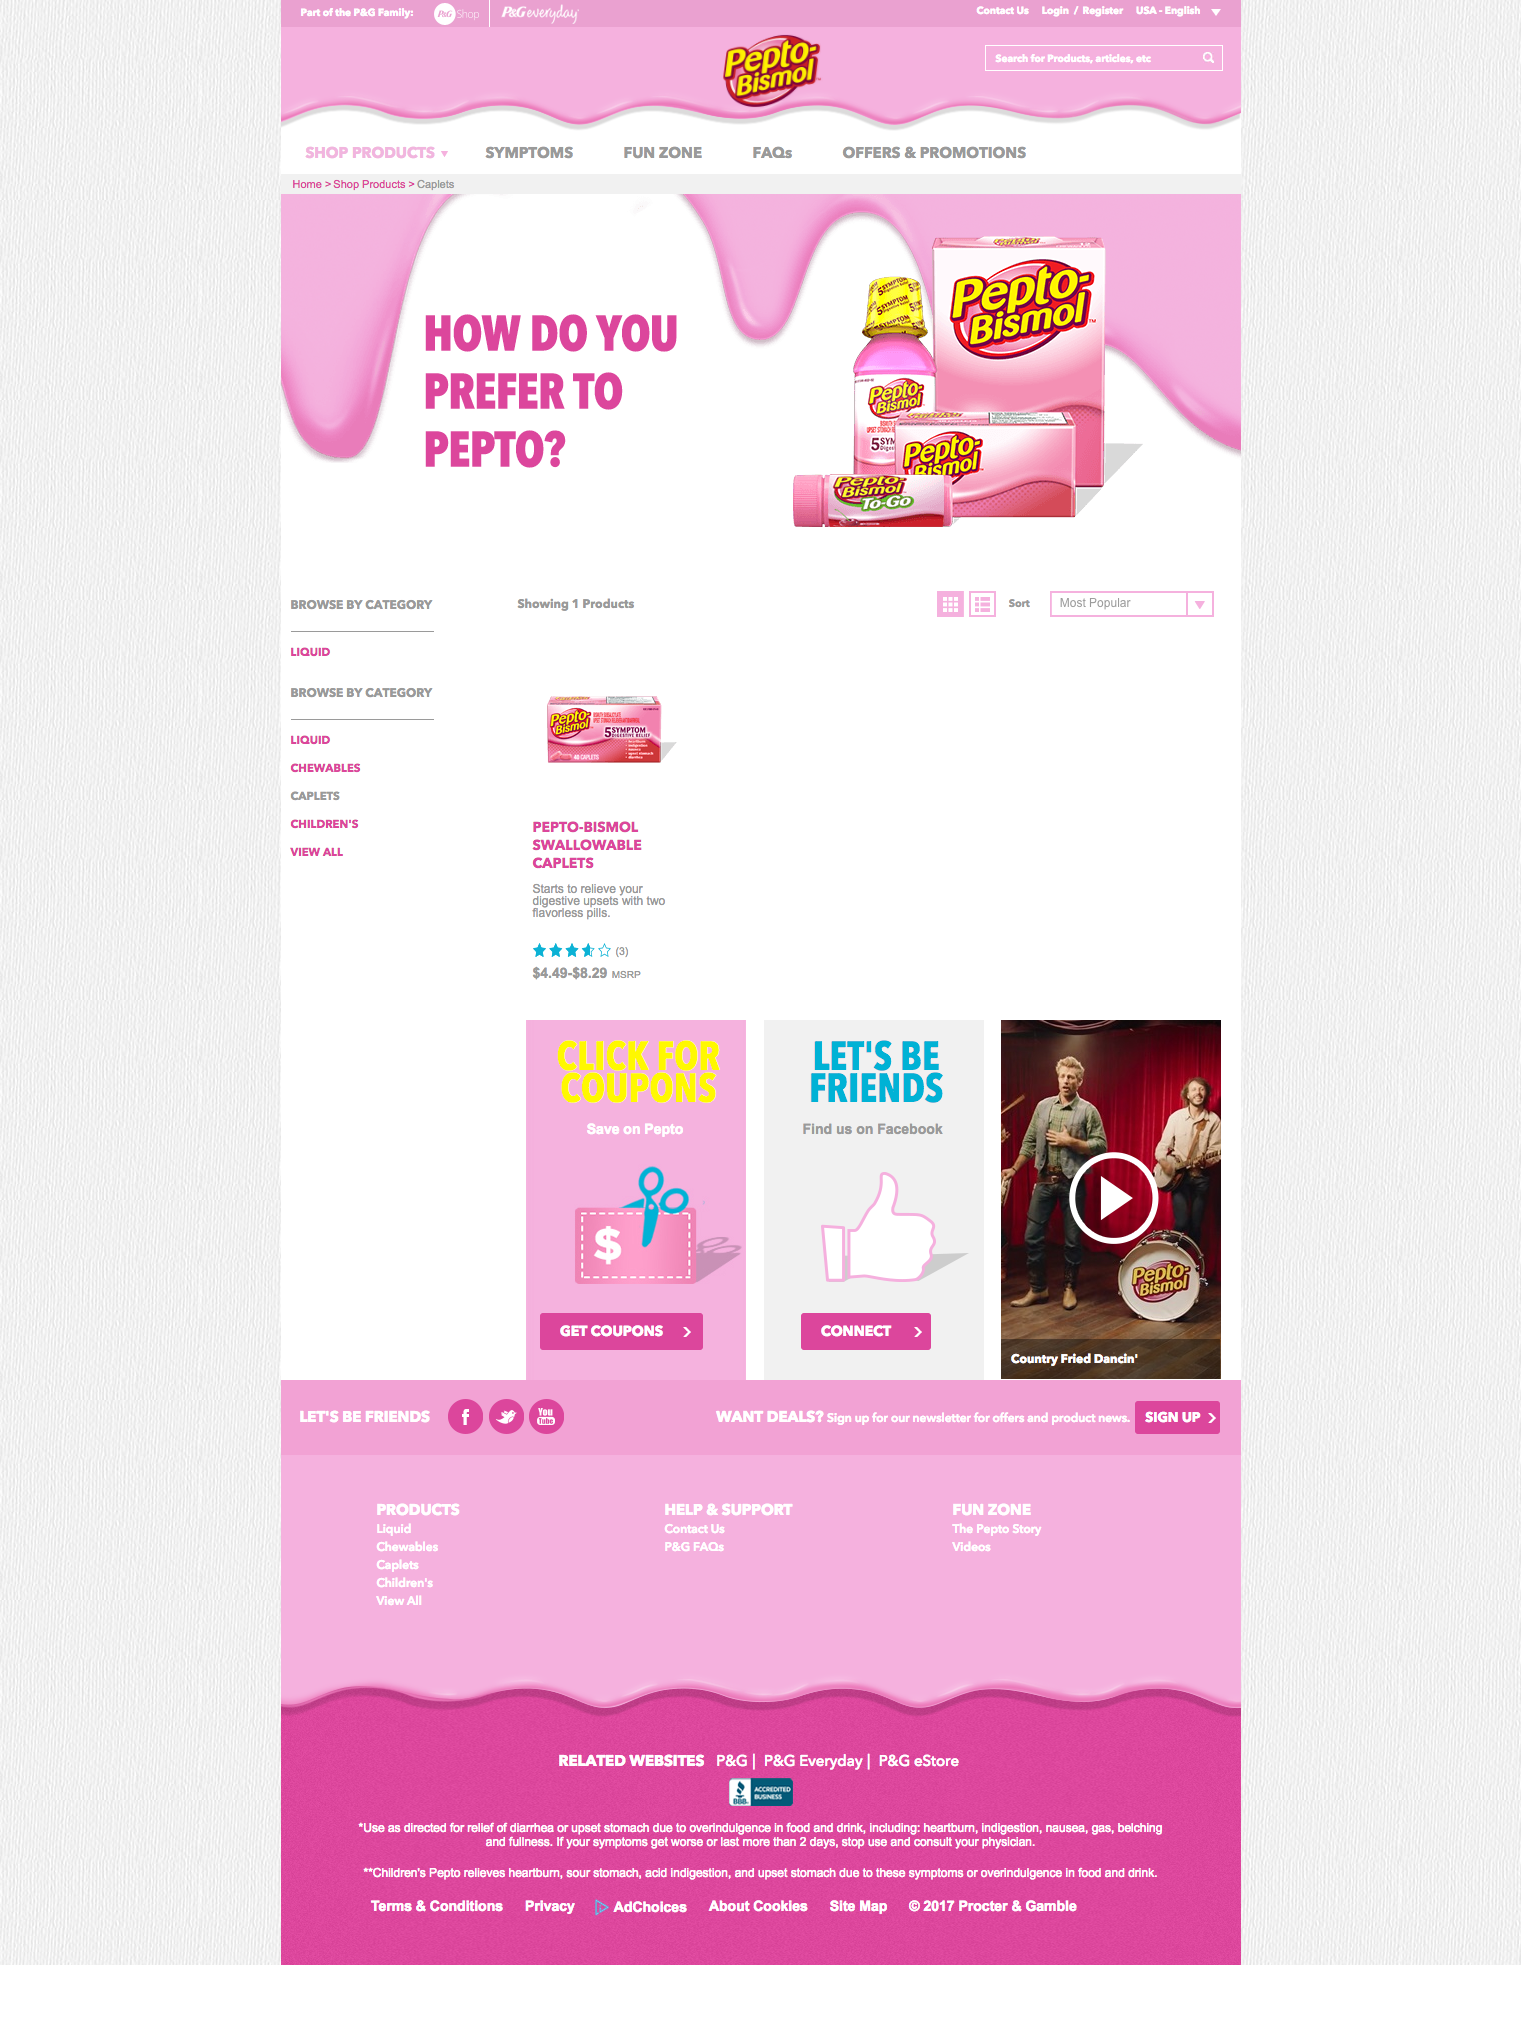 Part of the P&G Family:
P&G Shop
P&G everyday
Contact Us
Login / Register
USA - English
Pepto-
Bismol
Search for Products, articles, etc
SHOP PRODUCTS
SYMPTOMS
FUN ZONE
FAQs
OFFERS & PROMOTIONS
Home > Shop Products > Caplets
HOW DO YOU
PREFER TO
PEPTO?
5 SYMPTOM
Pepto-
Bismol
Pepto-
Bismol
Pepto-
Bismol
Pepto-
Bismol
To-Go
BROWSE BY CATEGORY
LIQUID
BROWSE BY CATEGORY
LIQUID
CHEWABLES
CAPLETS
CHILDREN'S
VIEW ALL
Showing 1 Products
Sort
Most Popular
Pepto-
Bismol
5 SYMPTOM
DIGESTIVE RELIEF
40 CAPLETS
PEPTO-BISMOL
SWALLOWABLE
CAPLETS
Starts to relieve your
digestive upsets with two
flavorless pills.
(3)
$4.49-$8.29 MSRP
CLICK FOR
COUPONS
Save on Pepto
$
GET COUPONS
LET'S BE
FRIENDS
Find us on Facebook
CONNECT
Pepto-
Bismol
Country Fried Dancin'
LET'S BE FRIENDS
f
You
Tube
WANT DEALS? Sign up for our newsletter for offers and product news.
SIGN UP
PRODUCTS
Liquid
Chewables
Caplets
Children's
View All
HELP & SUPPORT
Contact Us
P&G FAQs
FUN ZONE
The Pepto Story
Videos
RELATED WEBSITES P&G | P&G Everyday | P&G eStore
BBB.
ACCREDITED
BUSINESS
*Use as directed for relief of diarrhea or upset stomach due to overindulgence in food and drink, including: heartburn, indigestion, nausea, gas, belching
and fullness. If your symptoms get worse or last more than 2 days, stop use and consult your physician.
**Children's Pepto relieves heartburn, sour stomach, acid indigestion, and upset stomach due to these symptoms or overindulgence in food and drink.
Terms & Conditions
Privacy
AdChoices
About Cookies
Site Map
© 2017 Procter & Gamble